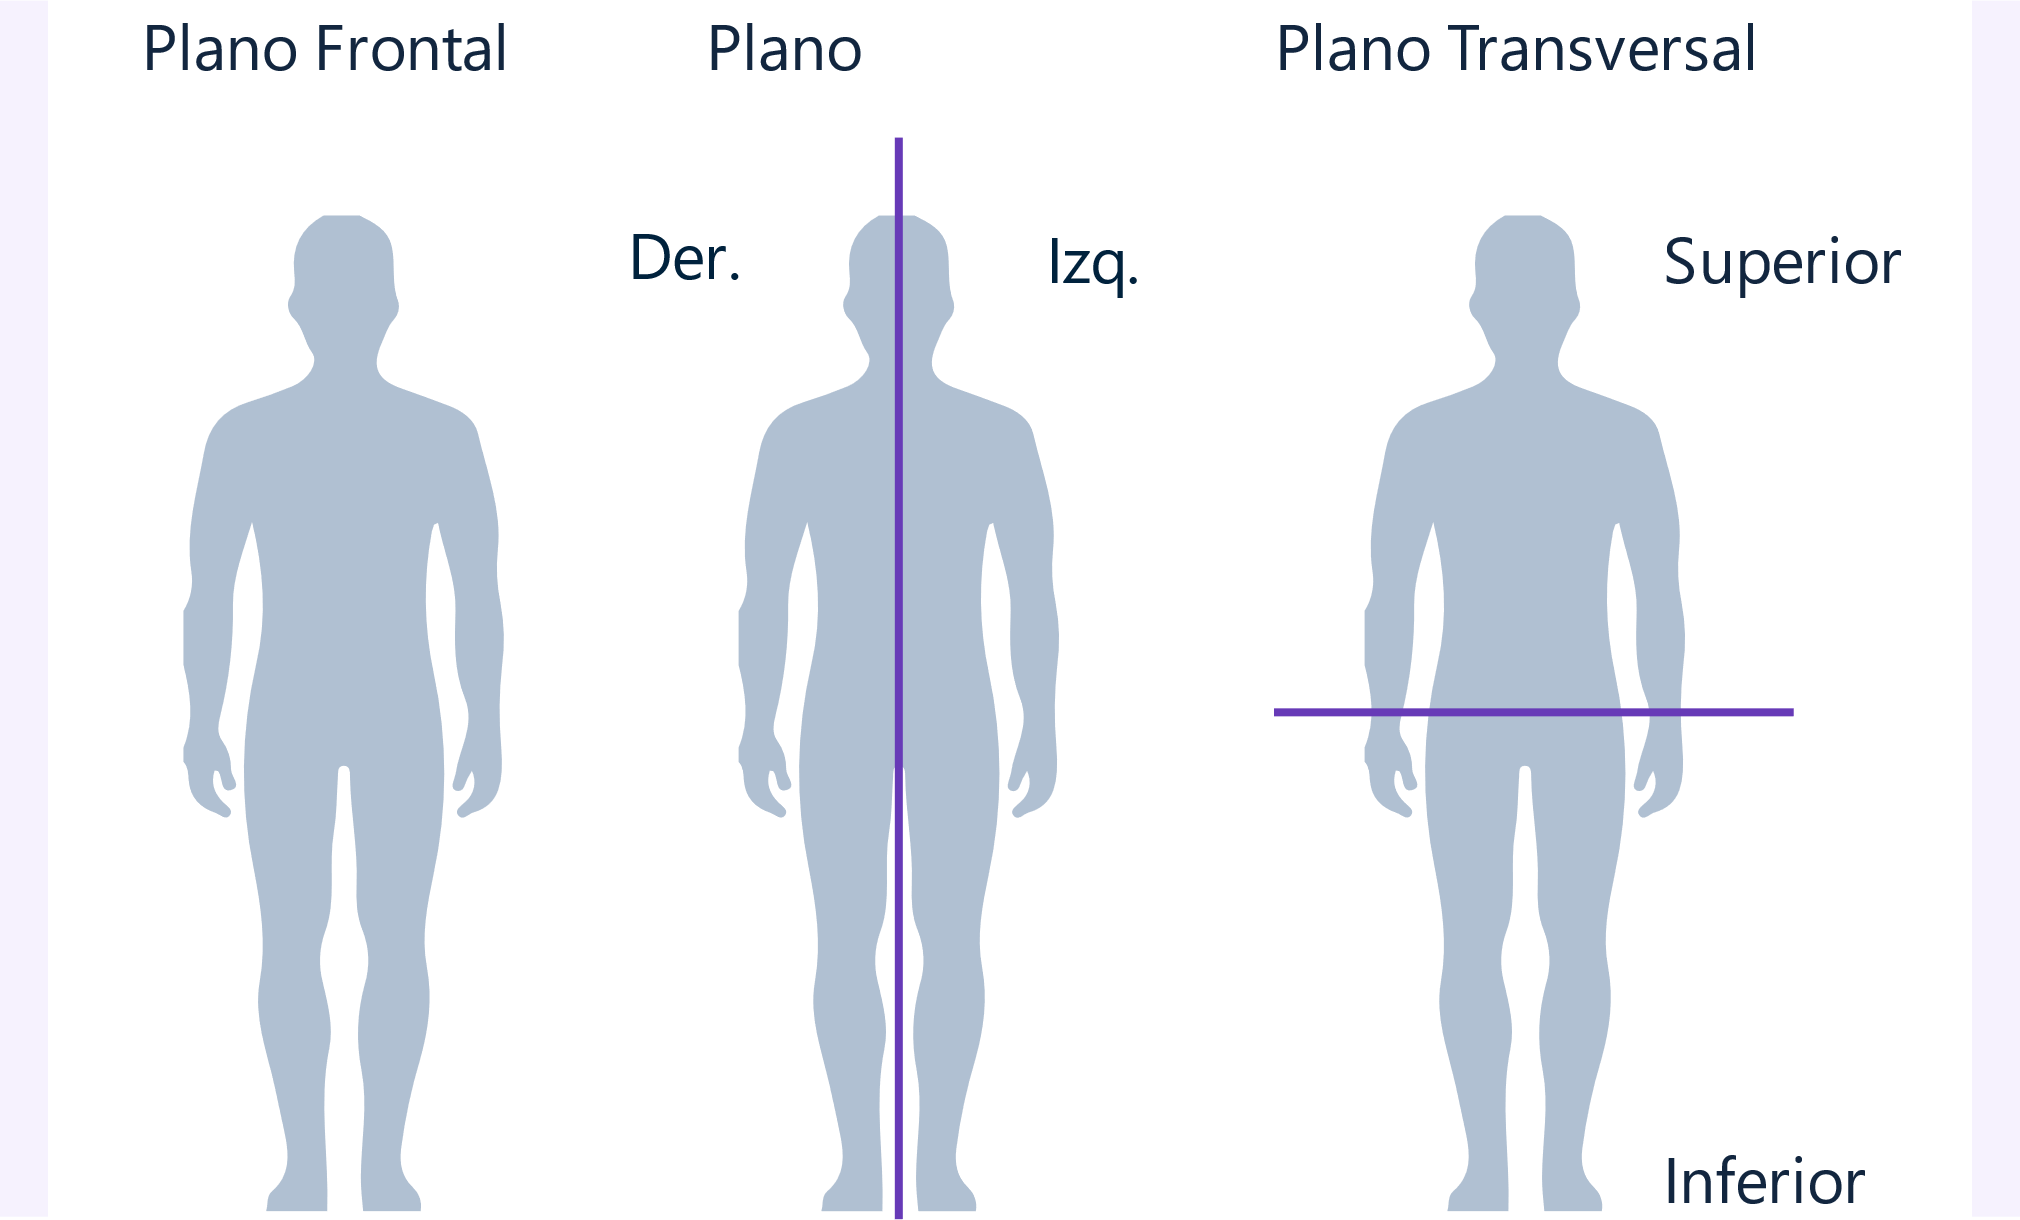 Plano Frontal
Plano
Plano Transversal
Der.
Izq.
Superior
Inferior